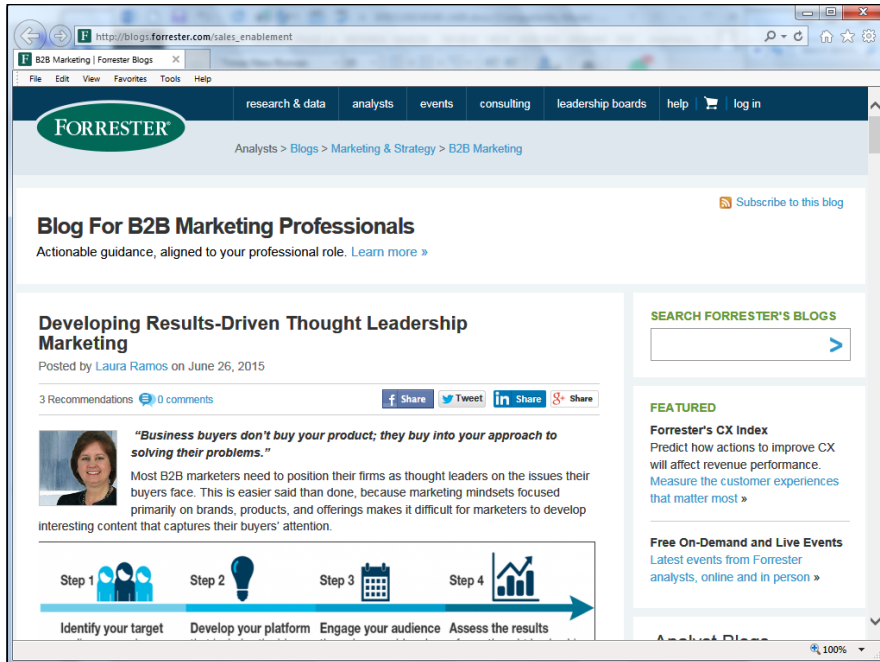 http://blogs.forrester.com/sales_enablement
B2B Marketing | Forrester Blogs
File Edit View Favorites Tools Help
research & data analysts events consulting leadership boards help log in
FORRESTER®
Analysts > Blogs > Marketing & Strategy > B2B Marketing
Subscribe to this blog
Blog For B2B Marketing Professionals
Actionable guidance, aligned to your professional role. Learn more »
Developing Results-Driven Thought Leadership
Marketing
Posted by Laura Ramos on June 26, 2015
3 Recommendations 0 comments
f Share Tweet in Share g+ Share
"Business buyers don't buy your product; they buy into your approach to
solving their problems."
Most B2B marketers need to position their firms as thought leaders on the issues their
buyers face. This is easier said than done, because marketing mindsets focused
primarily on brands, products, and offerings makes it difficult for marketers to develop
interesting content that captures their buyers' attention.
Step 1 Step 2 Step 3 Step 4
Identify your target Develop your platform Engage your audience Assess the results
SEARCH FORRESTER'S BLOGS
FEATURED
Forrester's CX Index
Predict how actions to improve CX
will affect revenue performance.
Measure the customer experiences
that matter most »
Free On-Demand and Live Events
Latest events from Forrester
analysts, online and in person »
Analyst Blogs
100%